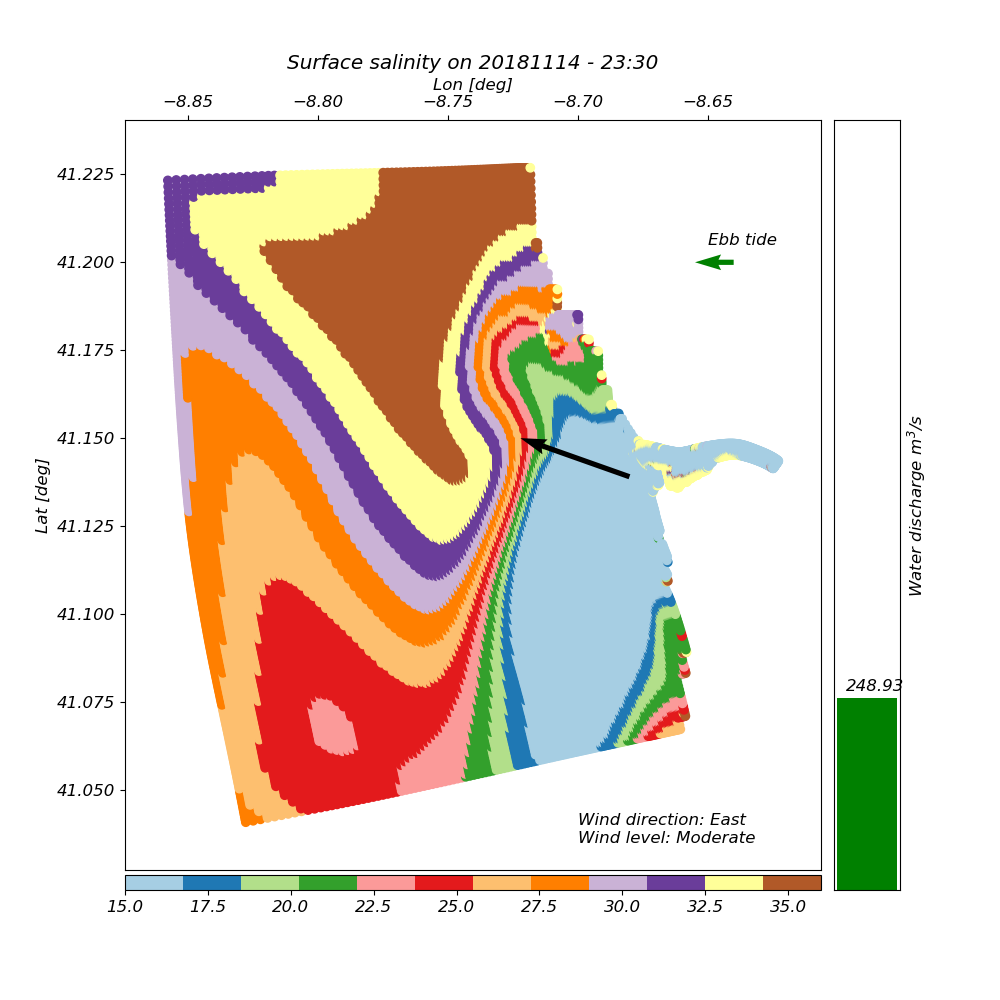 Surface salinity on 20181114 - 23:30
Lon [deg]
−8.85 −8.80 −8.75 −8.70 −8.65
41.225
41.200
41.175
41.150
41.125
41.100
41.075
41.050
Lat [deg]
Ebb tide
Wind direction: East
Wind level: Moderate
15.0 17.5 20.0 22.5 25.0 27.5 30.0 32.5 35.0
248.93
Water discharge m³/s